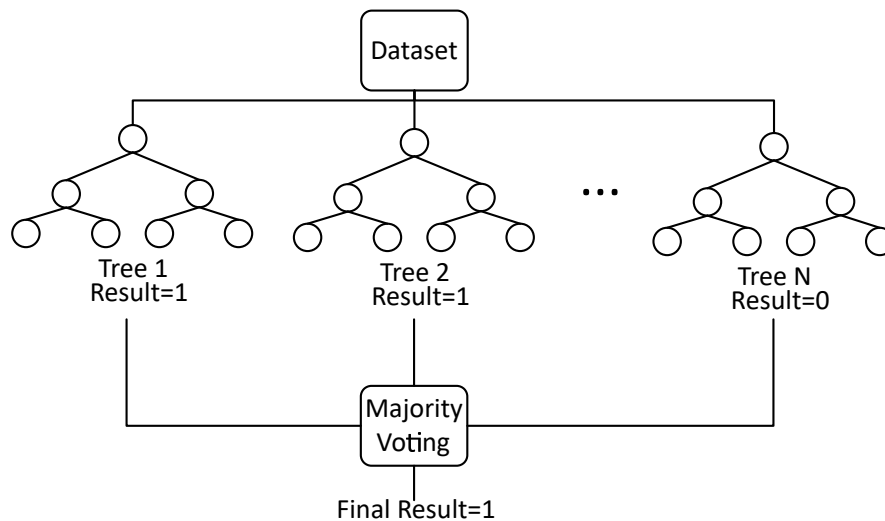 Dataset
...
Tree 1
Result=1
Tree 2
Result=1
Tree N
Result=0
Majority
Voting
Final Result=1